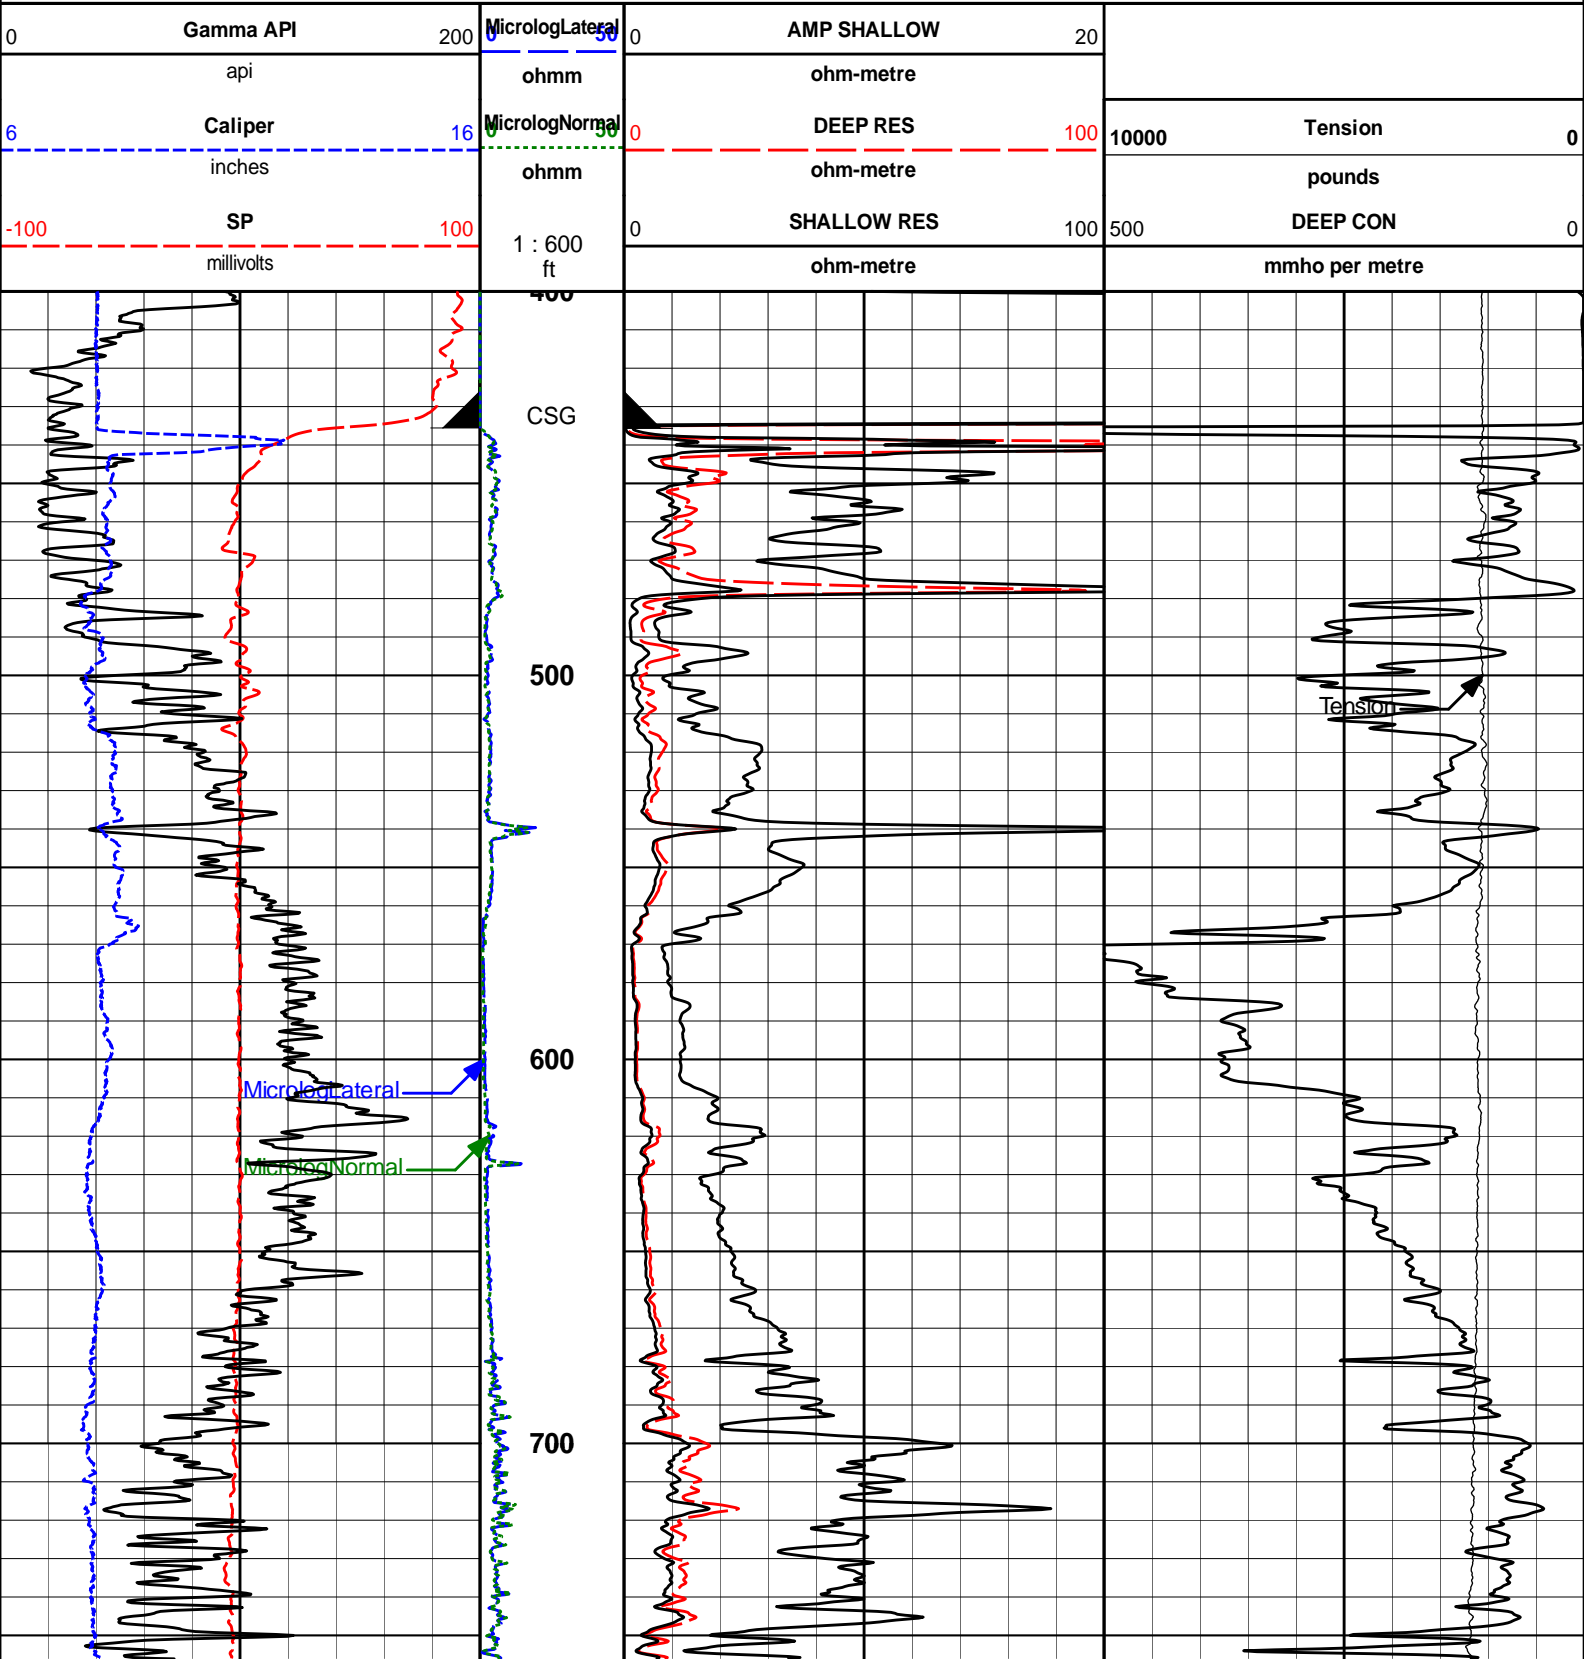 0 Gamma API 200
api
6 Caliper 16
inches
-100 SP 100
millivolts
MicrologLateral
0 50
ohmm
MicrologNormal
0 50
ohmm
1 : 600
ft
0 AMP SHALLOW 20
ohm-metre
0 DEEP RES 100
ohm-metre
0 SHALLOW RES 100
ohm-metre
10000 Tension 0
pounds
500 DEEP CON 0
mmho per metre
400
CSG
500
Tension
600
MicrologLateral
MicrologNormal
700